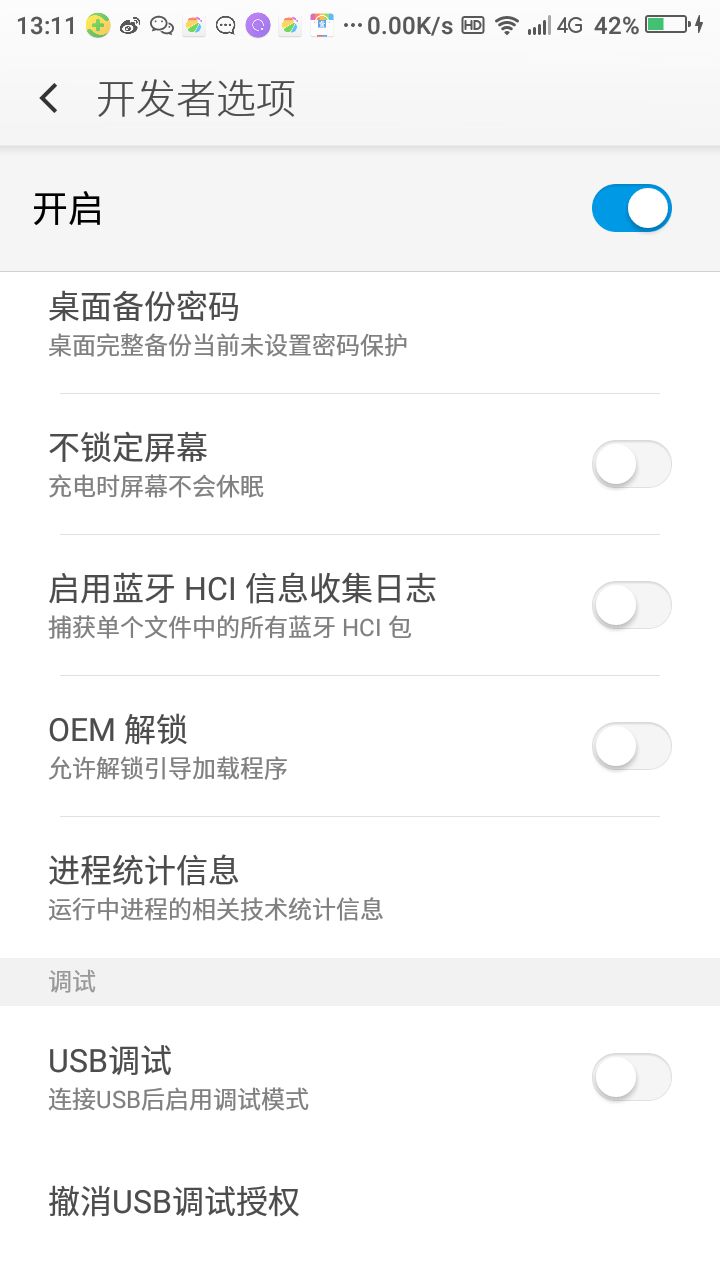 13:11 ··· 0.00K/s HD 4G 42%
开发者选项
开启
桌面备份密码
桌面完整备份当前未设置密码保护
不锁定屏幕
充电时屏幕不会休眠
启用蓝牙 HCI 信息收集日志
捕获单个文件中的所有蓝牙 HCI 包
OEM 解锁
允许解锁引导加载程序
进程统计信息
运行中进程的相关技术统计信息
调试
USB调试
连接USB后启用调试模式
撤消USB调试授权